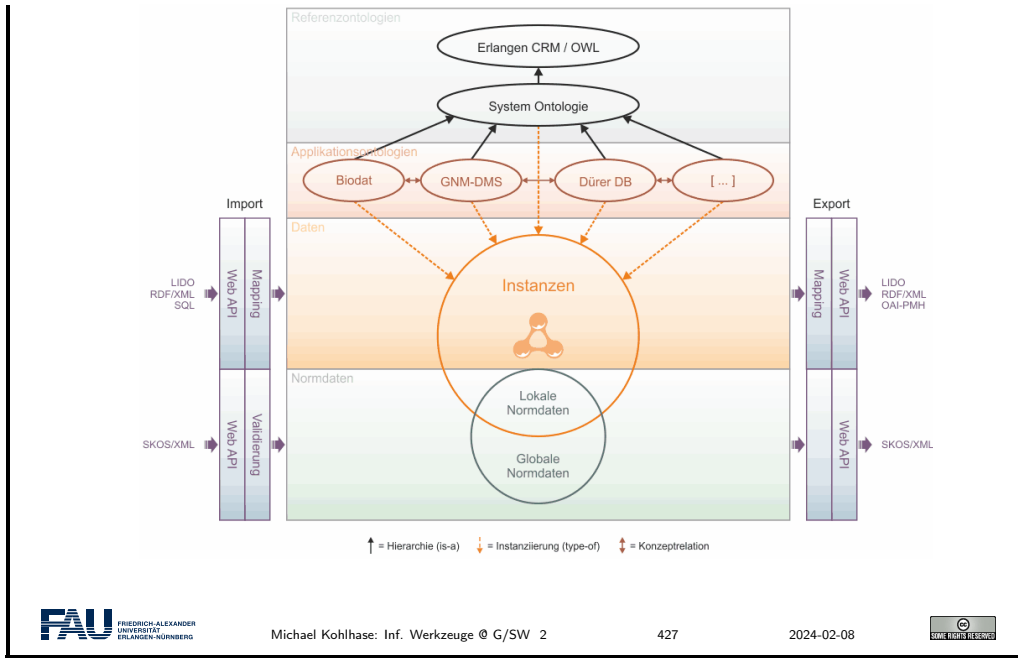 Referenzontologien
Erlangen CRM / OWL
System Ontologie
Applikationsontologien
Biodat
GNM-DMS
Dürer DB
[ ... ]
Import
Export
Daten
LIDO
RDF/XML
SQL
Web API
Mapping
Instanzen
Mapping
Web API
LIDO
RDF/XML
OAI-PMH
Normdaten
Lokale
Normdaten
SKOS/XML
Web API
Validierung
Globale
Normdaten
Web API
SKOS/XML
= Hierarchie (is-a)
= Instanziierung (type-of)
= Konzeptrelation
FAU
FRIEDRICH-ALEXANDER
UNIVERSITÄT
ERLANGEN-NÜRNBERG
Michael Kohlhase: Inf. Werkzeuge @ G/SW 2
427
2024-02-08
cc
SOME RIGHTS RESERVED